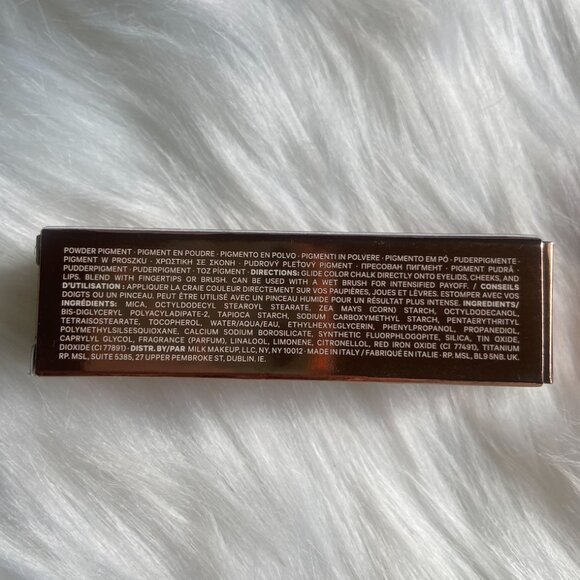 POWDER PIGMENT · PIGMENT EN POUDRE · PIGMENTO EN POLVO · PIGMENTI IN POLVERE · PIGMENTO EM PÓ · PUDERPIGMENTE ·
PIGMENT W PROSZKU · ΧΡΩΣΤΙΚΗ ΣΕ ΣΚΟΝΗ · PUDROVÝ PLEŤOVÝ PIGMENT · ПРЕСОВАН ПИГМЕНТ · PIGMENT PUDRĂ ·
PUDDERPIGMENT · PUDERPIGMENT · TOZ PİGMENT · DIRECTIONS: GLIDE COLOR CHALK DIRECTLY ONTO EYELIDS, CHEEKS, AND
LIPS. BLEND WITH FINGERTIPS OR BRUSH. CAN BE USED WITH A WET BRUSH FOR INTENSIFIED PAYOFF. / CONSEILS
D'UTILISATION: APPLIQUER LA CRAIE COULEUR DIRECTEMENT SUR VOS PAUPIÈRES, JOUES ET LÈVRES. ESTOMPER AVEC VOS
DOIGTS OU UN PINCEAU. PEUT ÊTRE UTILISÉ AVEC UN PINCEAU HUMIDE POUR UN RÉSULTAT PLUS INTENSE. INGREDIENTS/
INGRÉDIENTS: MICA, OCTYLDODECYL STEAROYL STEARATE, ZEA MAYS (CORN) STARCH, OCTYLDODECANOL,
BIS-DIGLYCERYL POLYACYLADIPATE-2, TAPIOCA STARCH, SODIUM CARBOXYMETHYL STARCH, PENTAERYTHRITYL
TETRAISOSTEARATE, TOCOPHEROL, WATER/AQUA/EAU, ETHYLHEXYLGLYCERIN, PHENYLPROPANOL, PROPANEDIOL,
POLYMETHYLSILSESQUIOXANE, CALCIUM SODIUM BOROSILICATE, SYNTHETIC FLUORPHLOGOPITE, SILICA, TIN OXIDE,
CAPRYLYL GLYCOL, FRAGRANCE (PARFUM), LINALOOL, LIMONENE, CITRONELLOL, RED IRON OXIDE (CI 77491), TITANIUM
DIOXIDE (CI 77891) · DISTR. BY/PAR MILK MAKEUP, LLC, NY, NY 10012 · MADE IN ITALY / FABRIQUÉ EN ITALIE · RP. MSL, BL9 5NB. UK.
RP. MSL, SUITE 5385, 27 UPPER PEMBROKE ST, DUBLIN. IE.